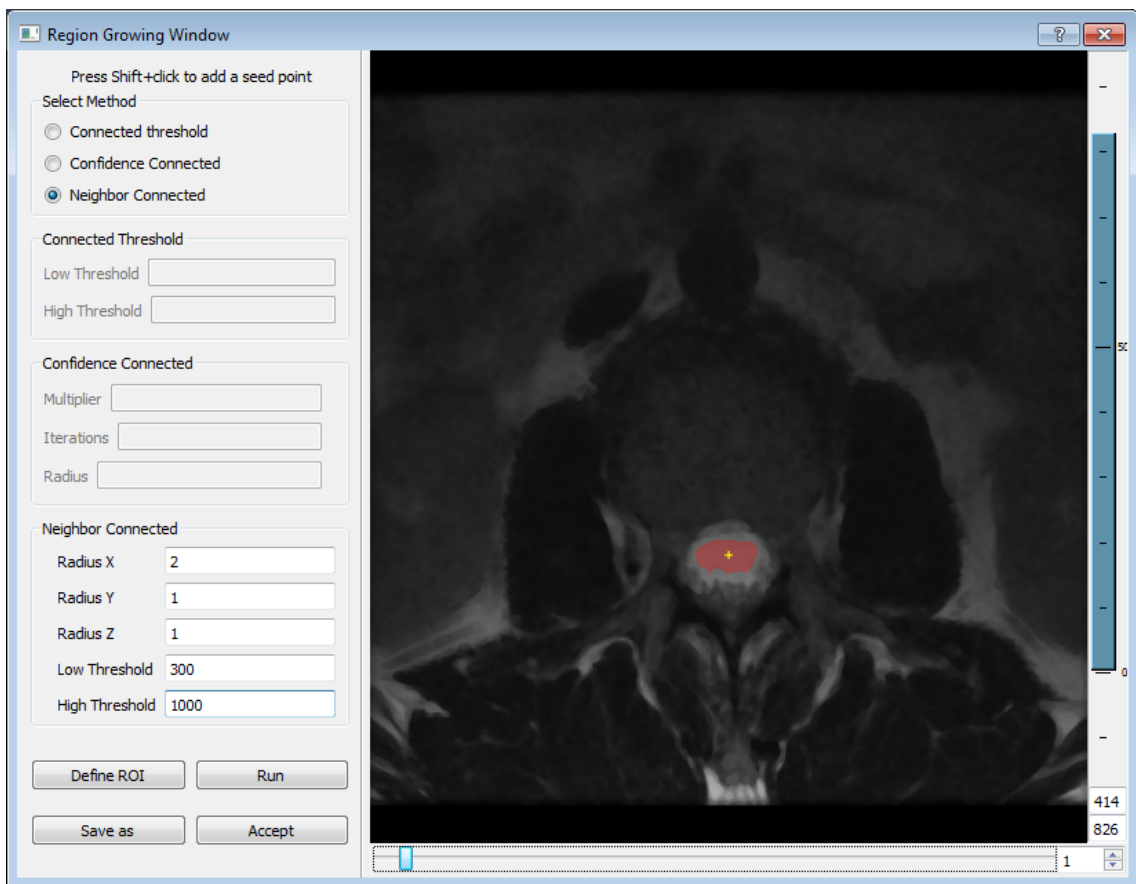 Region Growing Window
Press Shift+click to add a seed point
Select Method
Connected threshold
Confidence Connected
Neighbor Connected
Connected Threshold
Low Threshold
High Threshold
Confidence Connected
Multiplier
Iterations
Radius
Neighbor Connected
Radius X 2
Radius Y 1
Radius Z 1
Low Threshold 300
High Threshold 1000
Define ROI Run
Save as Accept
50
0
414
826
1